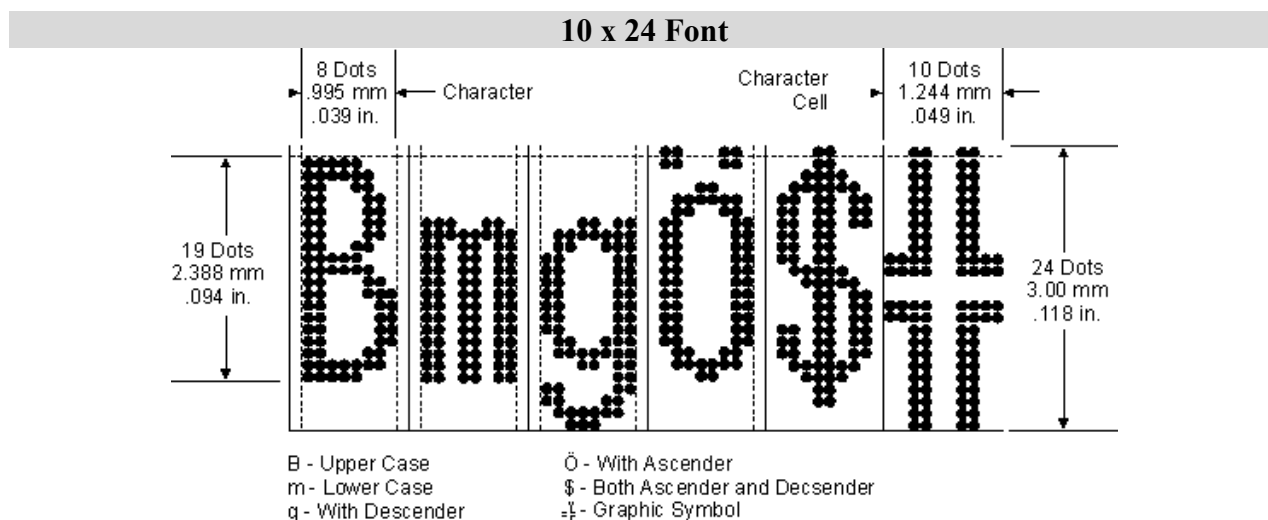 10 x 24 Font
8 Dots
.995 mm
.039 in.
Character
Character
Cell
10 Dots
1.244 mm
.049 in.
19 Dots
2.388 mm
.094 in.
BmgÖ$╬
24 Dots
3.00 mm
.118 in.
B - Upper Case
m - Lower Case
g - With Descender
Ö - With Ascender
$ - Both Ascender and Decsender
╬ - Graphic Symbol